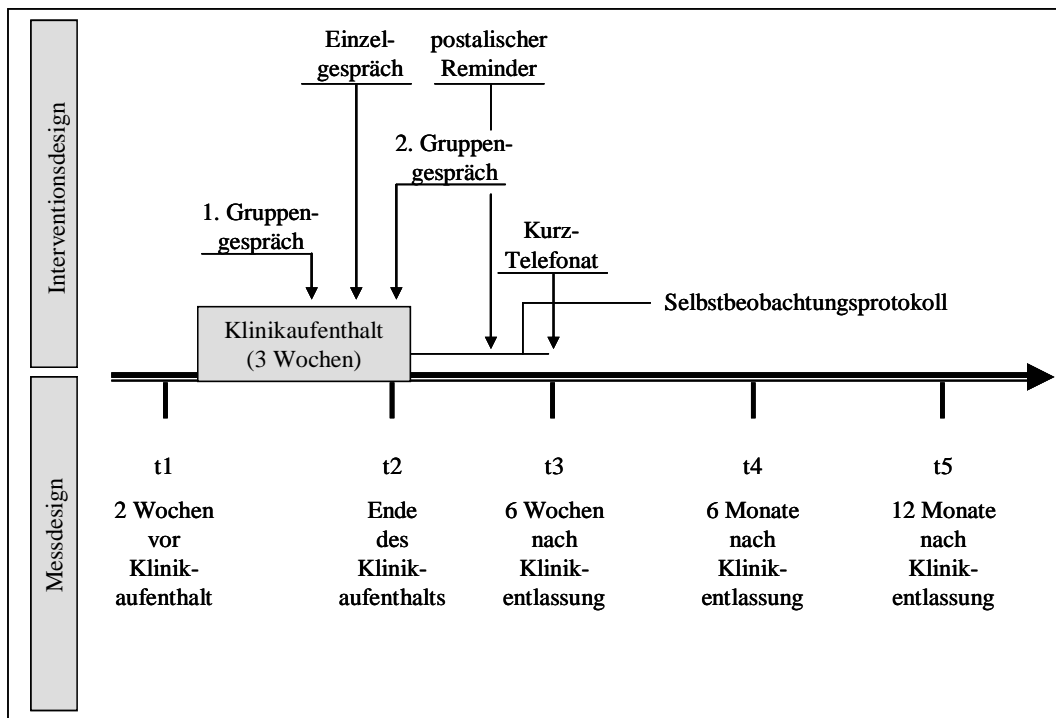 Interventionsdesign
Einzel-
gespräch
postalischer
Reminder
2. Gruppen-
gespräch
1. Gruppen-
gespräch
Kurz-
Telefonat
Selbstbeobachtungsprotokoll
Klinikaufenthalt
(3 Wochen)
Messdesign
t1
2 Wochen
vor
Klinik-
aufenthalt
t2
Ende
des
Klinik-
aufenthalts
t3
6 Wochen
nach
Klinik-
entlassung
t4
6 Monate
nach
Klinik-
entlassung
t5
12 Monate
nach
Klinik-
entlassung